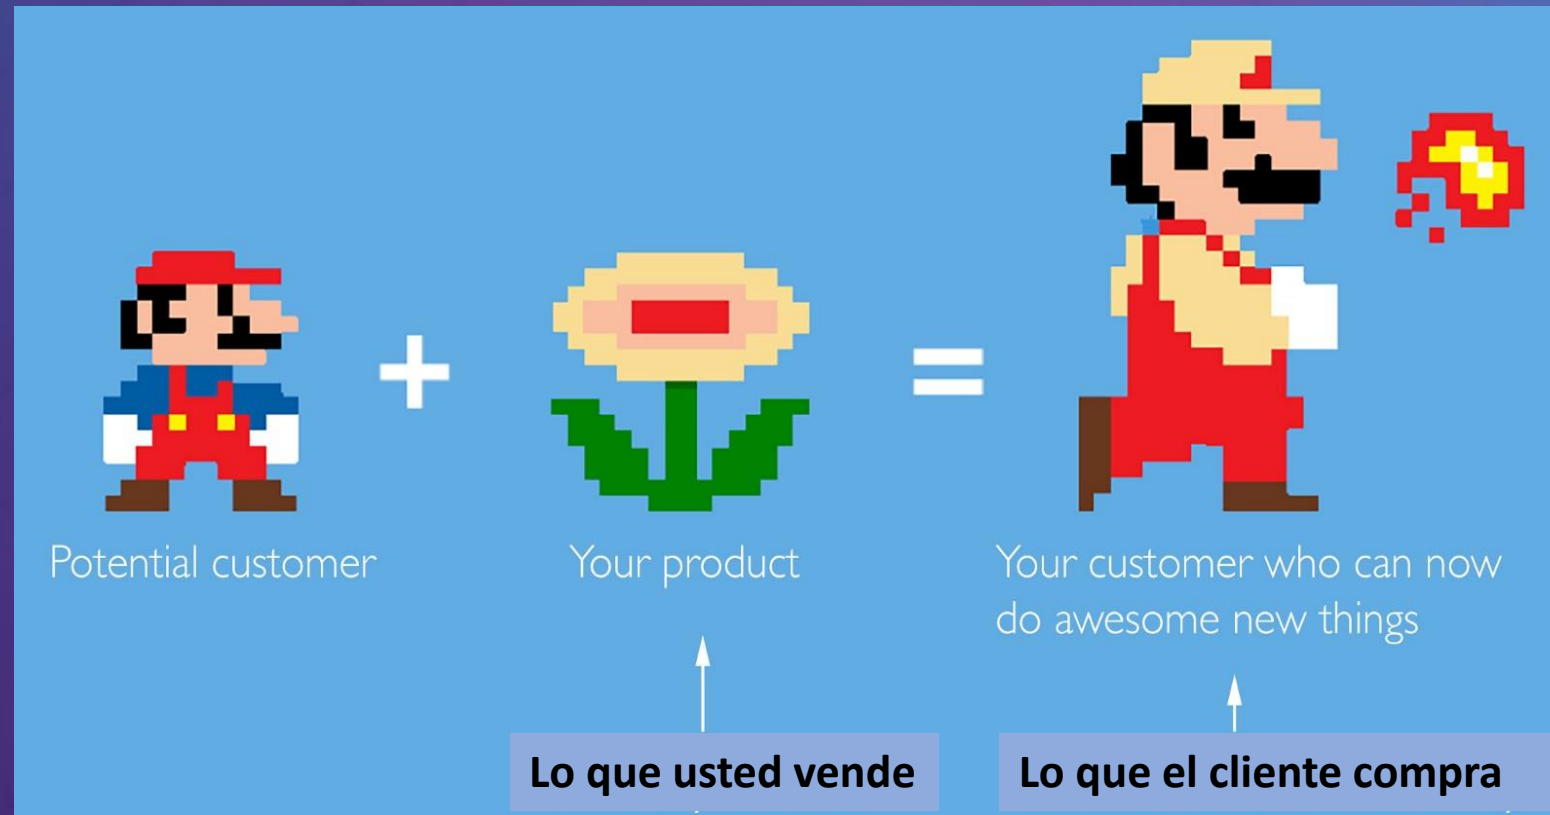 Potential customer
Your product
Your customer who can now
do awesome new things
Lo que usted vende
Lo que el cliente compra